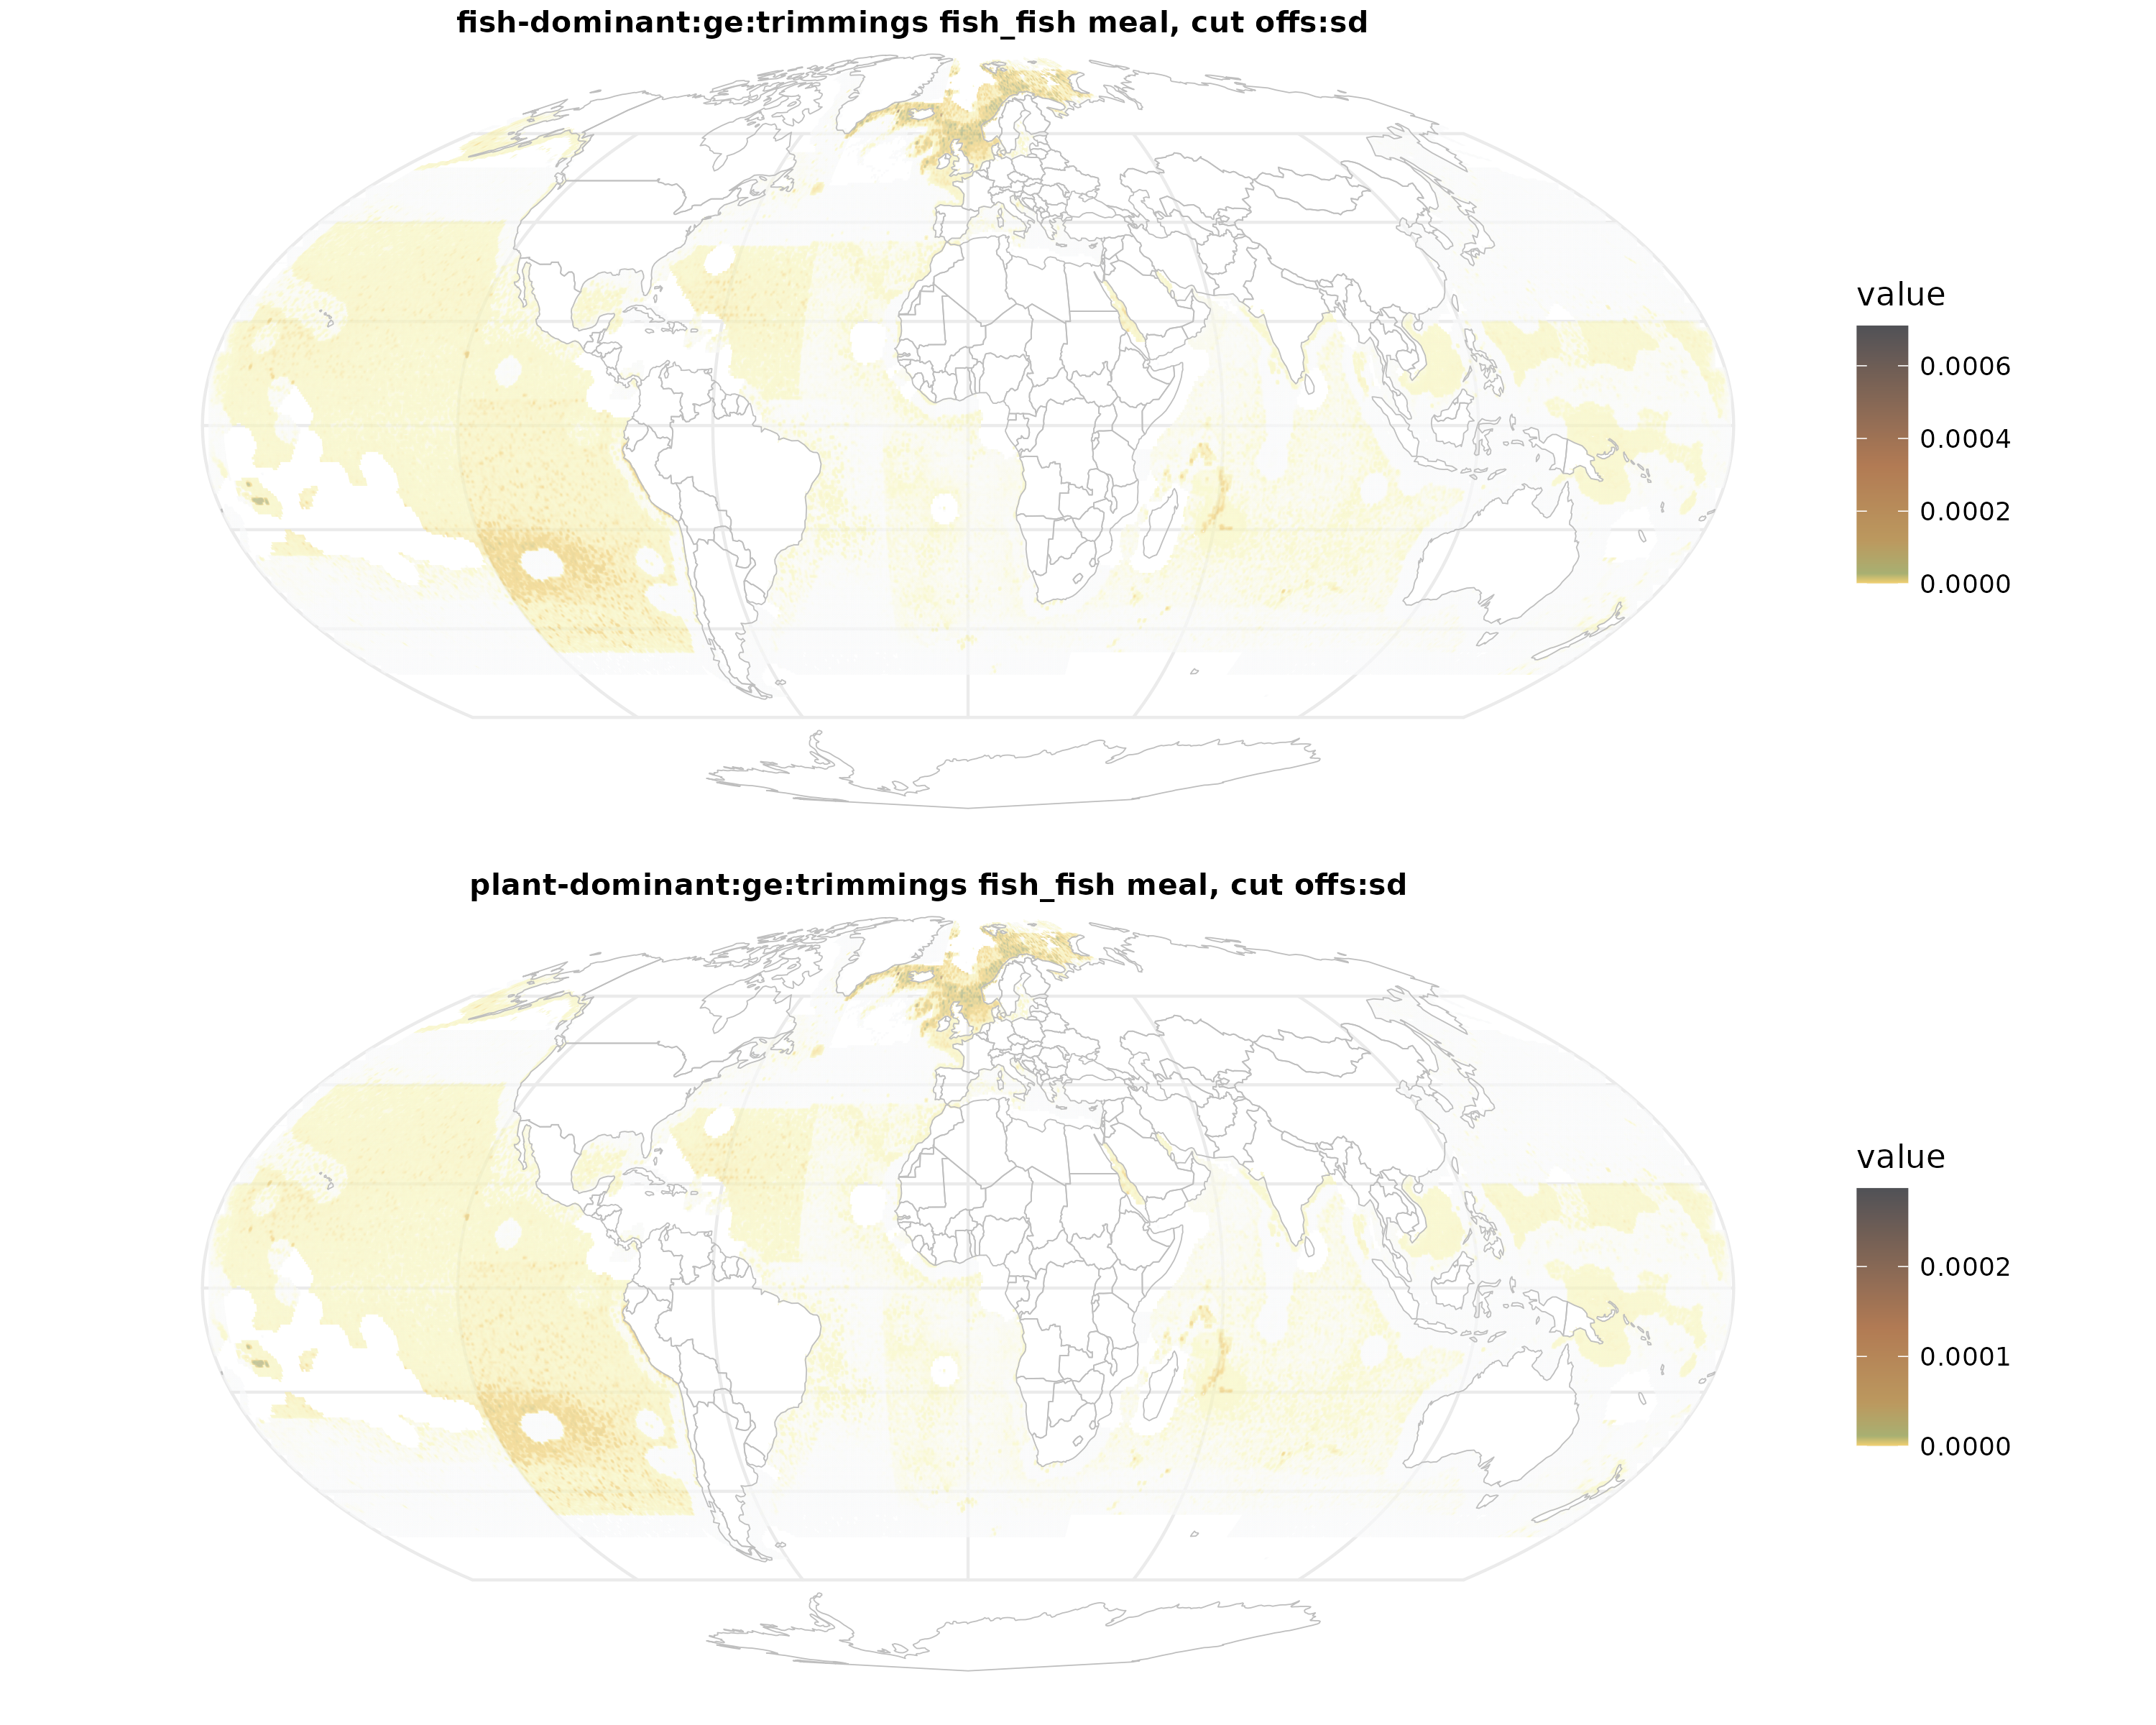 fish-dominant:ge:trimmings fish_fish meal, cut offs:sd
value
0.0006
0.0004
0.0002
0.0000
plant-dominant:ge:trimmings fish_fish meal, cut offs:sd
value
0.0002
0.0001
0.0000